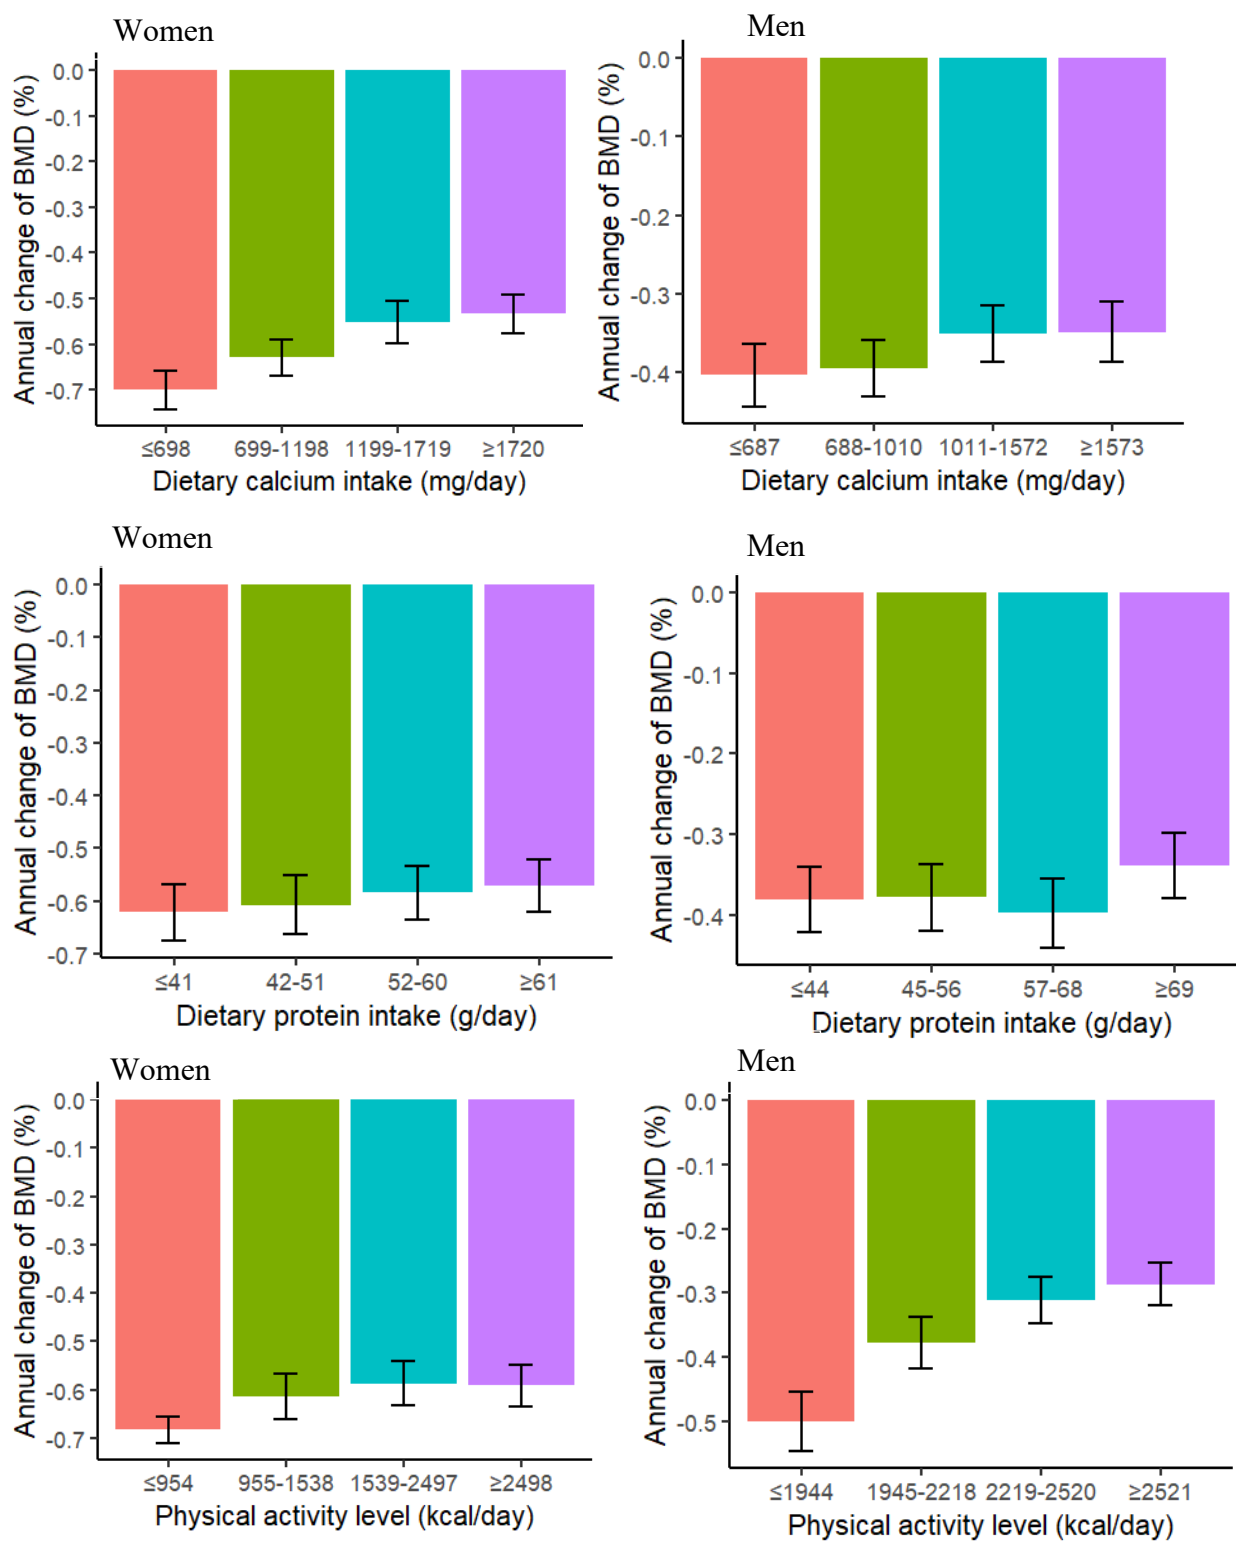 Women
Annual change of BMD (%)
0.0
-0.1
-0.2
-0.3
-0.4
-0.5
-0.6
-0.7
≤698 699-1198 1199-1719 ≥1720
Dietary calcium intake (mg/day)
Men
Annual change of BMD (%)
0.0
-0.1
-0.2
-0.3
-0.4
≤687 688-1010 1011-1572 ≥1573
Dietary calcium intake (mg/day)
Women
Annual change of BMD (%)
0.0
-0.1
-0.2
-0.3
-0.4
-0.5
-0.6
-0.7
≤41 42-51 52-60 ≥61
Dietary protein intake (g/day)
Men
Annual change of BMD (%)
0.0
-0.1
-0.2
-0.3
-0.4
≤44 45-56 57-68 ≥69
Dietary protein intake (g/day)
Women
Annual change of BMD (%)
0.0
-0.1
-0.2
-0.3
-0.4
-0.5
-0.6
-0.7
≤954 955-1538 1539-2497 ≥2498
Physical activity level (kcal/day)
Men
Annual change of BMD (%)
0.0
-0.1
-0.2
-0.3
-0.4
-0.5
≤1944 1945-2218 2219-2520 ≥2521
Physical activity level (kcal/day)